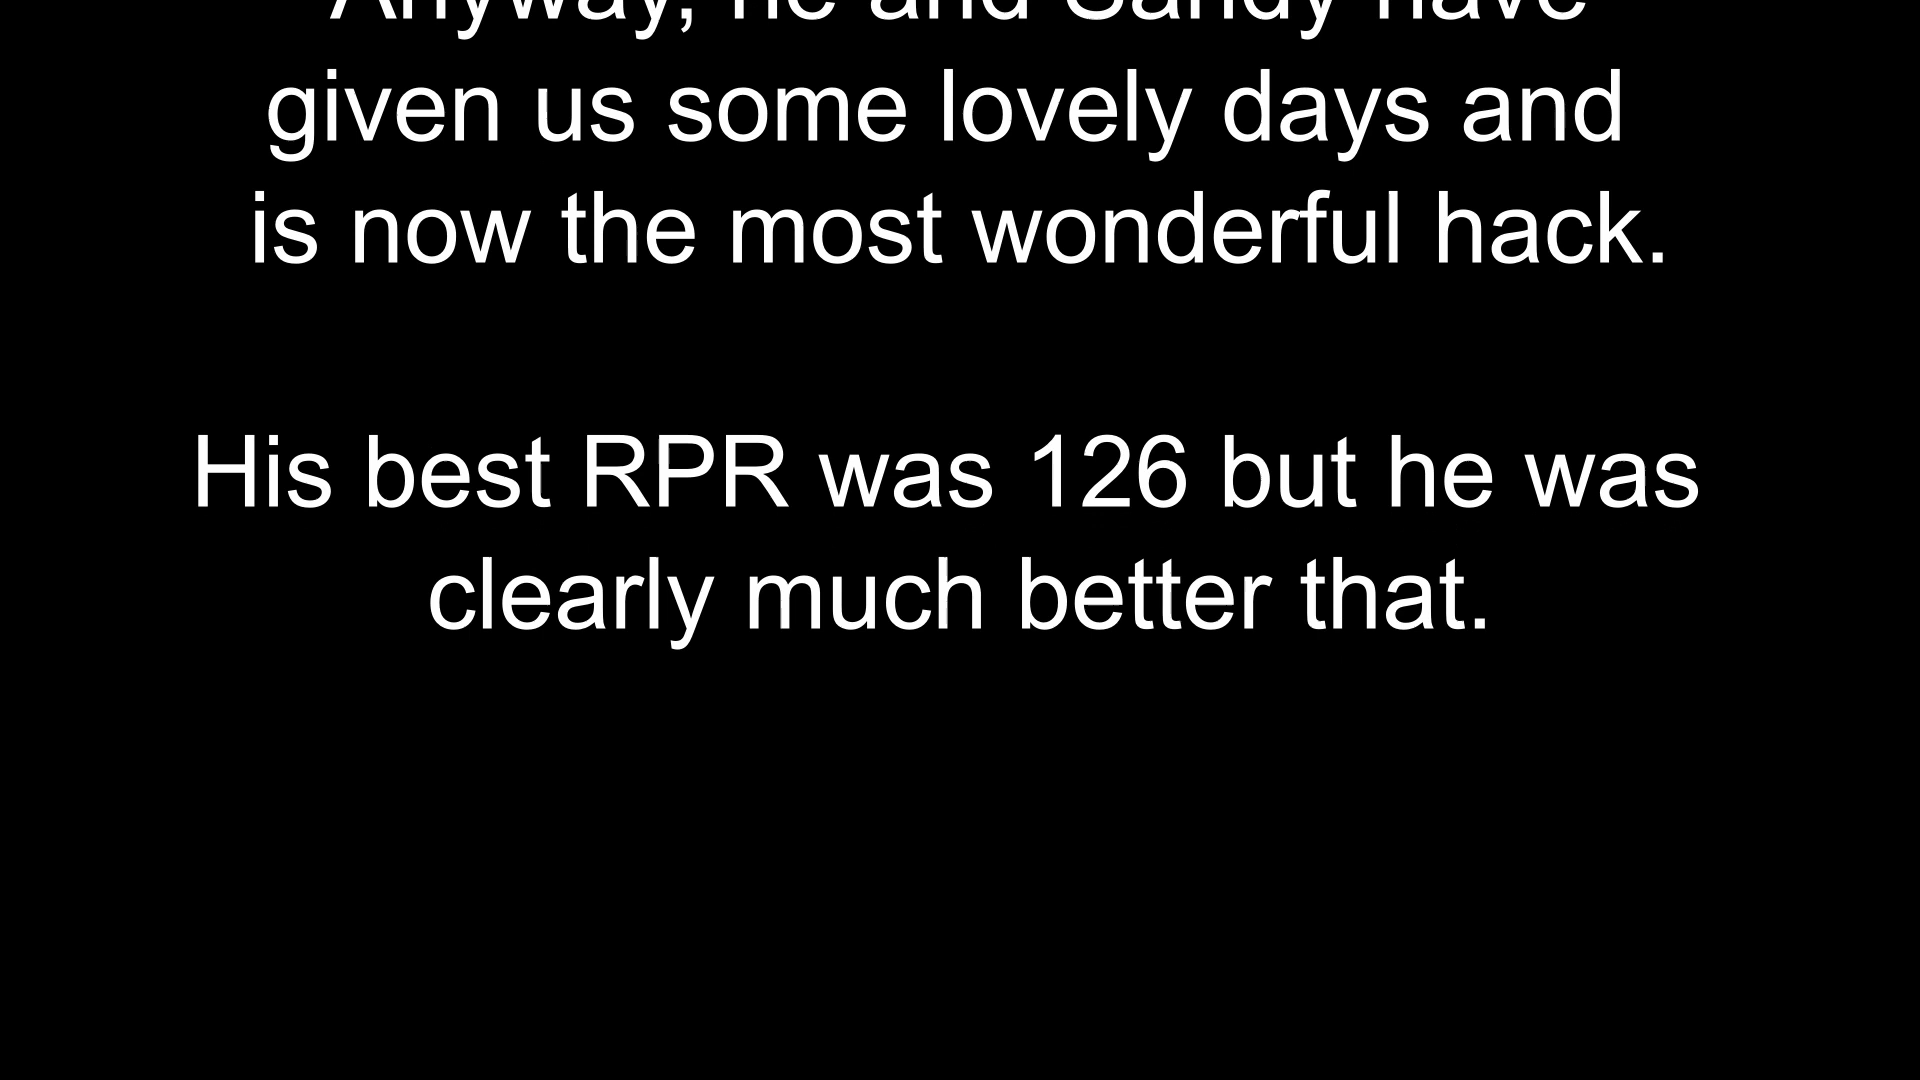 Anyway, he and Sandy have
given us some lovely days and
is now the most wonderful hack.
His best RPR was 126 but he was
clearly much better that.